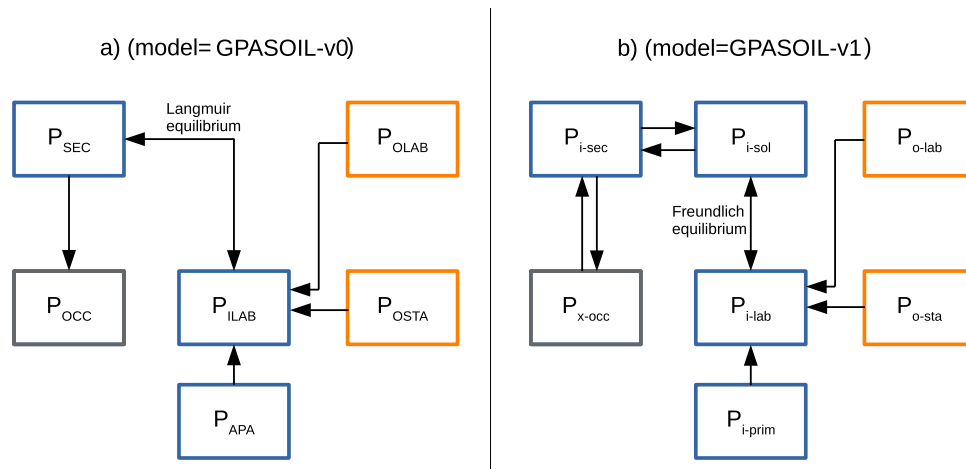 a) (model= GPASOIL-v0)
Langmuir
equilibrium
PSEC
POLAB
POCC
PILAB
POSTA
PAPA
b) (model=GPASOIL-v1)
Pi-sec
Pi-sol
Po-lab
Freundlich
equilibrium
Px-occ
Pi-lab
Po-sta
Pi-prim